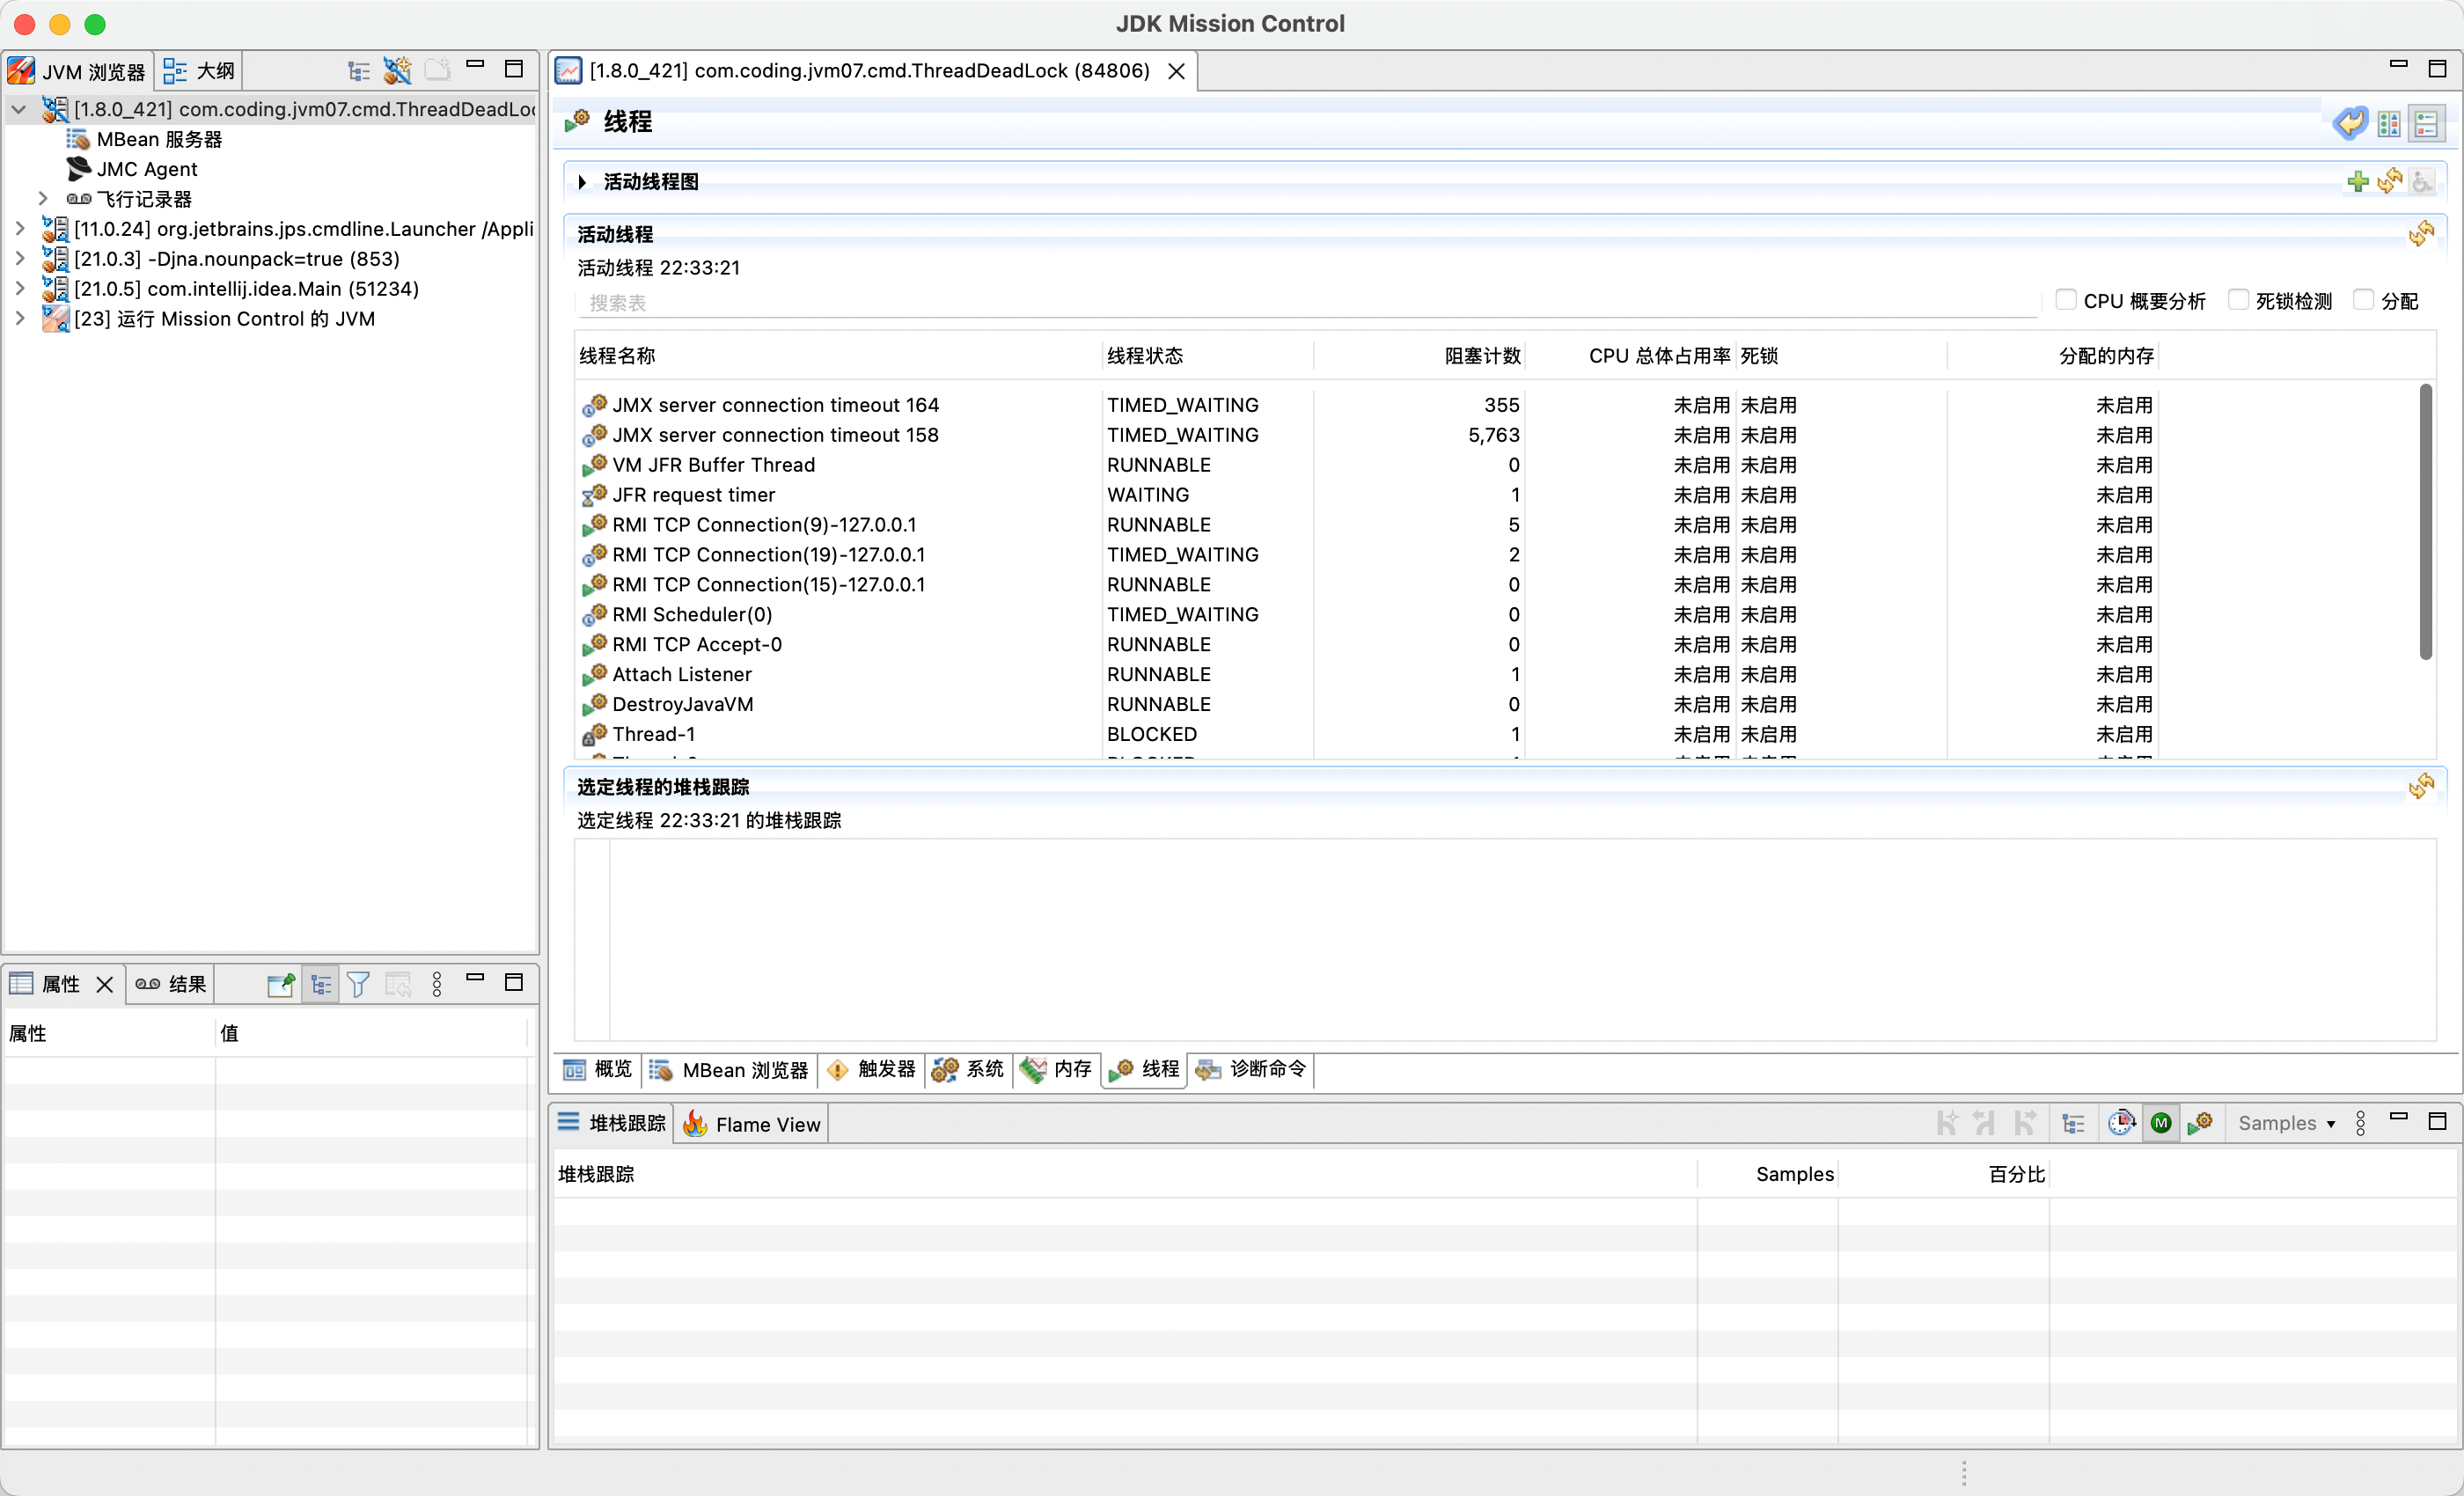 JDK Mission Control
JVM 浏览器
大纲
[1.8.0_421] com.coding.jvm07.cmd.ThreadDeadLoc
MBean 服务器
JMC Agent
飞行记录器
[11.0.24] org.jetbrains.jps.cmdline.Launcher /Appli
[21.0.3] -Djna.nounpack=true (853)
[21.0.5] com.intellij.idea.Main (51234)
[23] 运行 Mission Control 的 JVM
属性
结果
属性 值
[1.8.0_421] com.coding.jvm07.cmd.ThreadDeadLock (84806)
线程
活动线程图
活动线程
活动线程 22:33:21
搜索表
CPU 概要分析 死锁检测 分配
线程名称 线程状态 阻塞计数 CPU 总体占用率 死锁 分配的内存
JMX server connection timeout 164 TIMED_WAITING 355 未启用 未启用 未启用
JMX server connection timeout 158 TIMED_WAITING 5,763 未启用 未启用 未启用
VM JFR Buffer Thread RUNNABLE 0 未启用 未启用 未启用
JFR request timer WAITING 1 未启用 未启用 未启用
RMI TCP Connection(9)-127.0.0.1 RUNNABLE 5 未启用 未启用 未启用
RMI TCP Connection(19)-127.0.0.1 TIMED_WAITING 2 未启用 未启用 未启用
RMI TCP Connection(15)-127.0.0.1 RUNNABLE 0 未启用 未启用 未启用
RMI Scheduler(0) TIMED_WAITING 0 未启用 未启用 未启用
RMI TCP Accept-0 RUNNABLE 0 未启用 未启用 未启用
Attach Listener RUNNABLE 1 未启用 未启用 未启用
DestroyJavaVM RUNNABLE 0 未启用 未启用 未启用
Thread-1 BLOCKED 1 未启用 未启用 未启用
选定线程的堆栈跟踪
选定线程 22:33:21 的堆栈跟踪
概览
MBean 浏览器
触发器
系统
内存
线程
诊断命令
堆栈跟踪
Flame View
M
Samples
堆栈跟踪 Samples 百分比